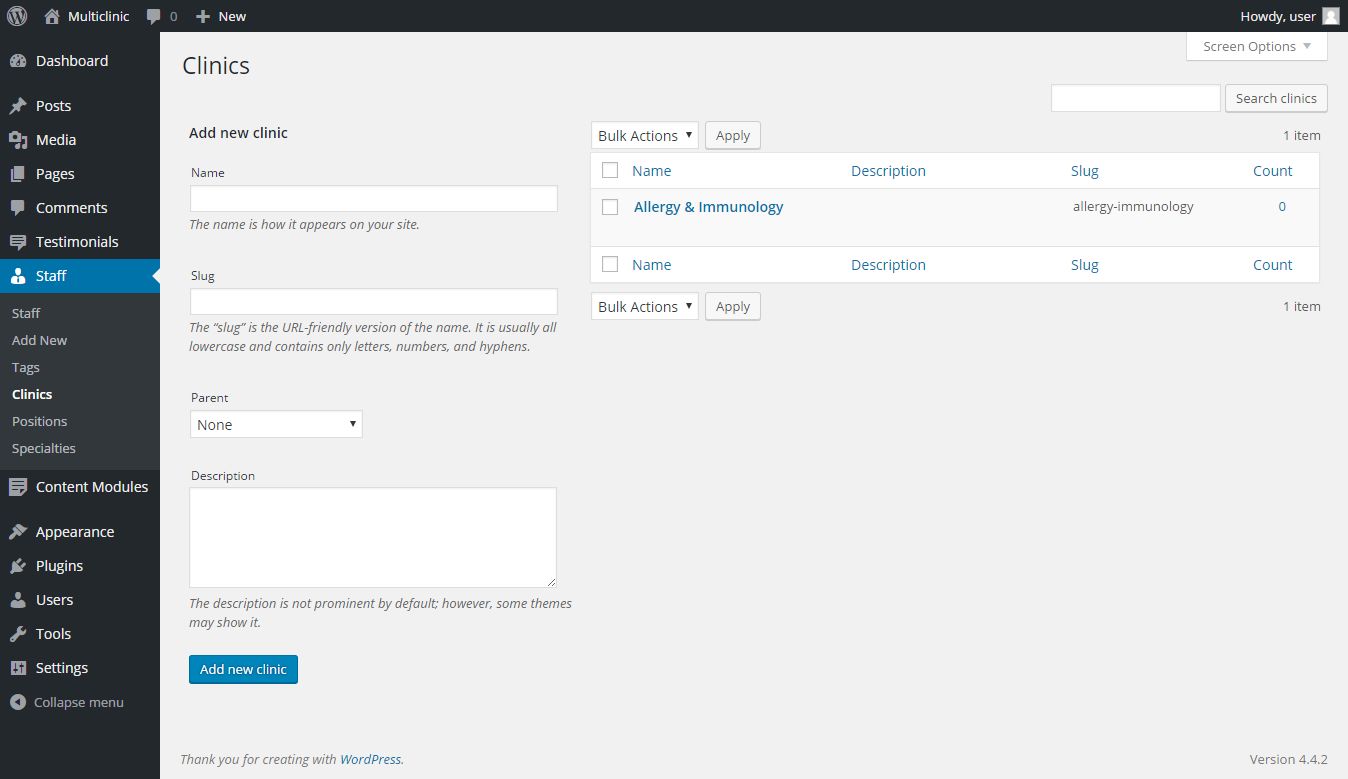 Multiclinic 0 New Howdy, user
Dashboard
Posts
Media
Pages
Comments
Testimonials
Staff
Staff
Add New
Tags
Clinics
Positions
Specialties
Content Modules
Appearance
Plugins
Users
Tools
Settings
Collapse menu
Screen Options
Clinics
Search clinics
Add new clinic
Name
The name is how it appears on your site.
Slug
The “slug” is the URL-friendly version of the name. It is usually all
lowercase and contains only letters, numbers, and hyphens.
Parent
None
Description
The description is not prominent by default; however, some themes
may show it.
Add new clinic
Bulk Actions Apply 1 item
Name Description Slug Count
Allergy & Immunology allergy-immunology 0
Name Description Slug Count
Bulk Actions Apply 1 item
Thank you for creating with WordPress. Version 4.4.2